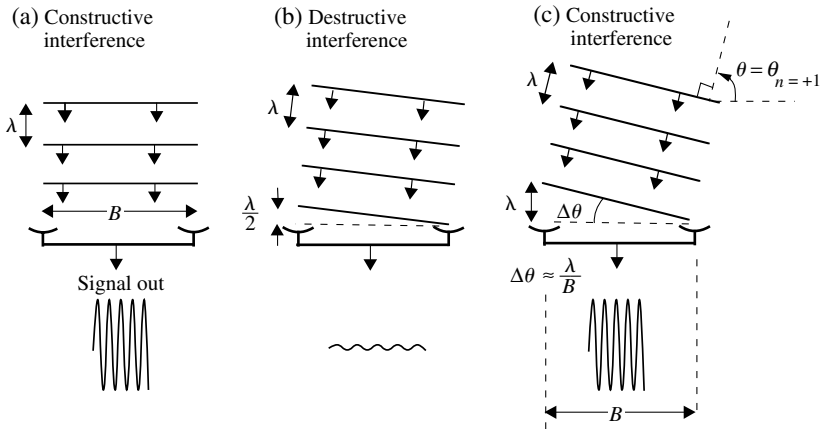 (a) Constructive
interference
λ
B
Signal out
(b) Destructive
interference
λ
λ/2
(c) Constructive
interference
λ
θ = θn = +1
λ
Δθ
Δθ ≈ λ/B
B